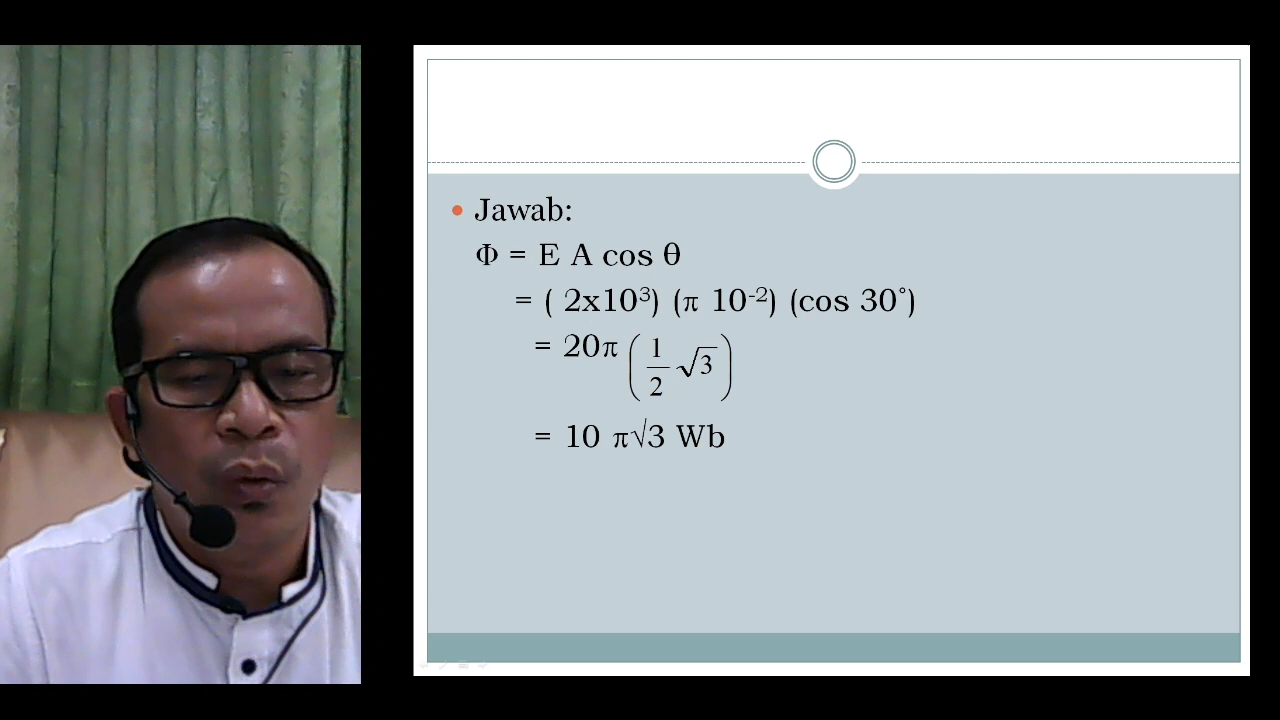 • Jawab:
Φ = E A cos θ
= ( 2x10³) (π 10⁻²) (cos 30˚)
= 20π (1/2 √3)
= 10 π√3 Wb